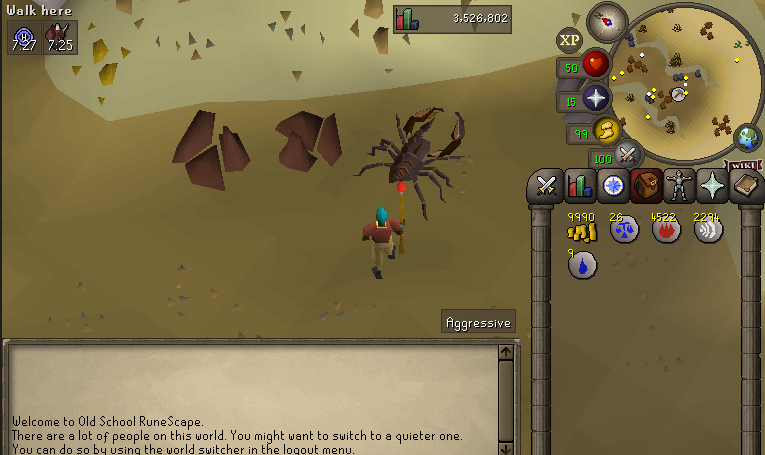 Walk here
3,526,802
H
7:27 7:25
XP
50
15
99
100
WIKI
9990 26 4522 2294
9
Aggressive
Welcome to Old School RuneScape.
There are a lot of people on this world. You might want to switch to a quieter one.
You can do so by using the world switcher in the logout menu.